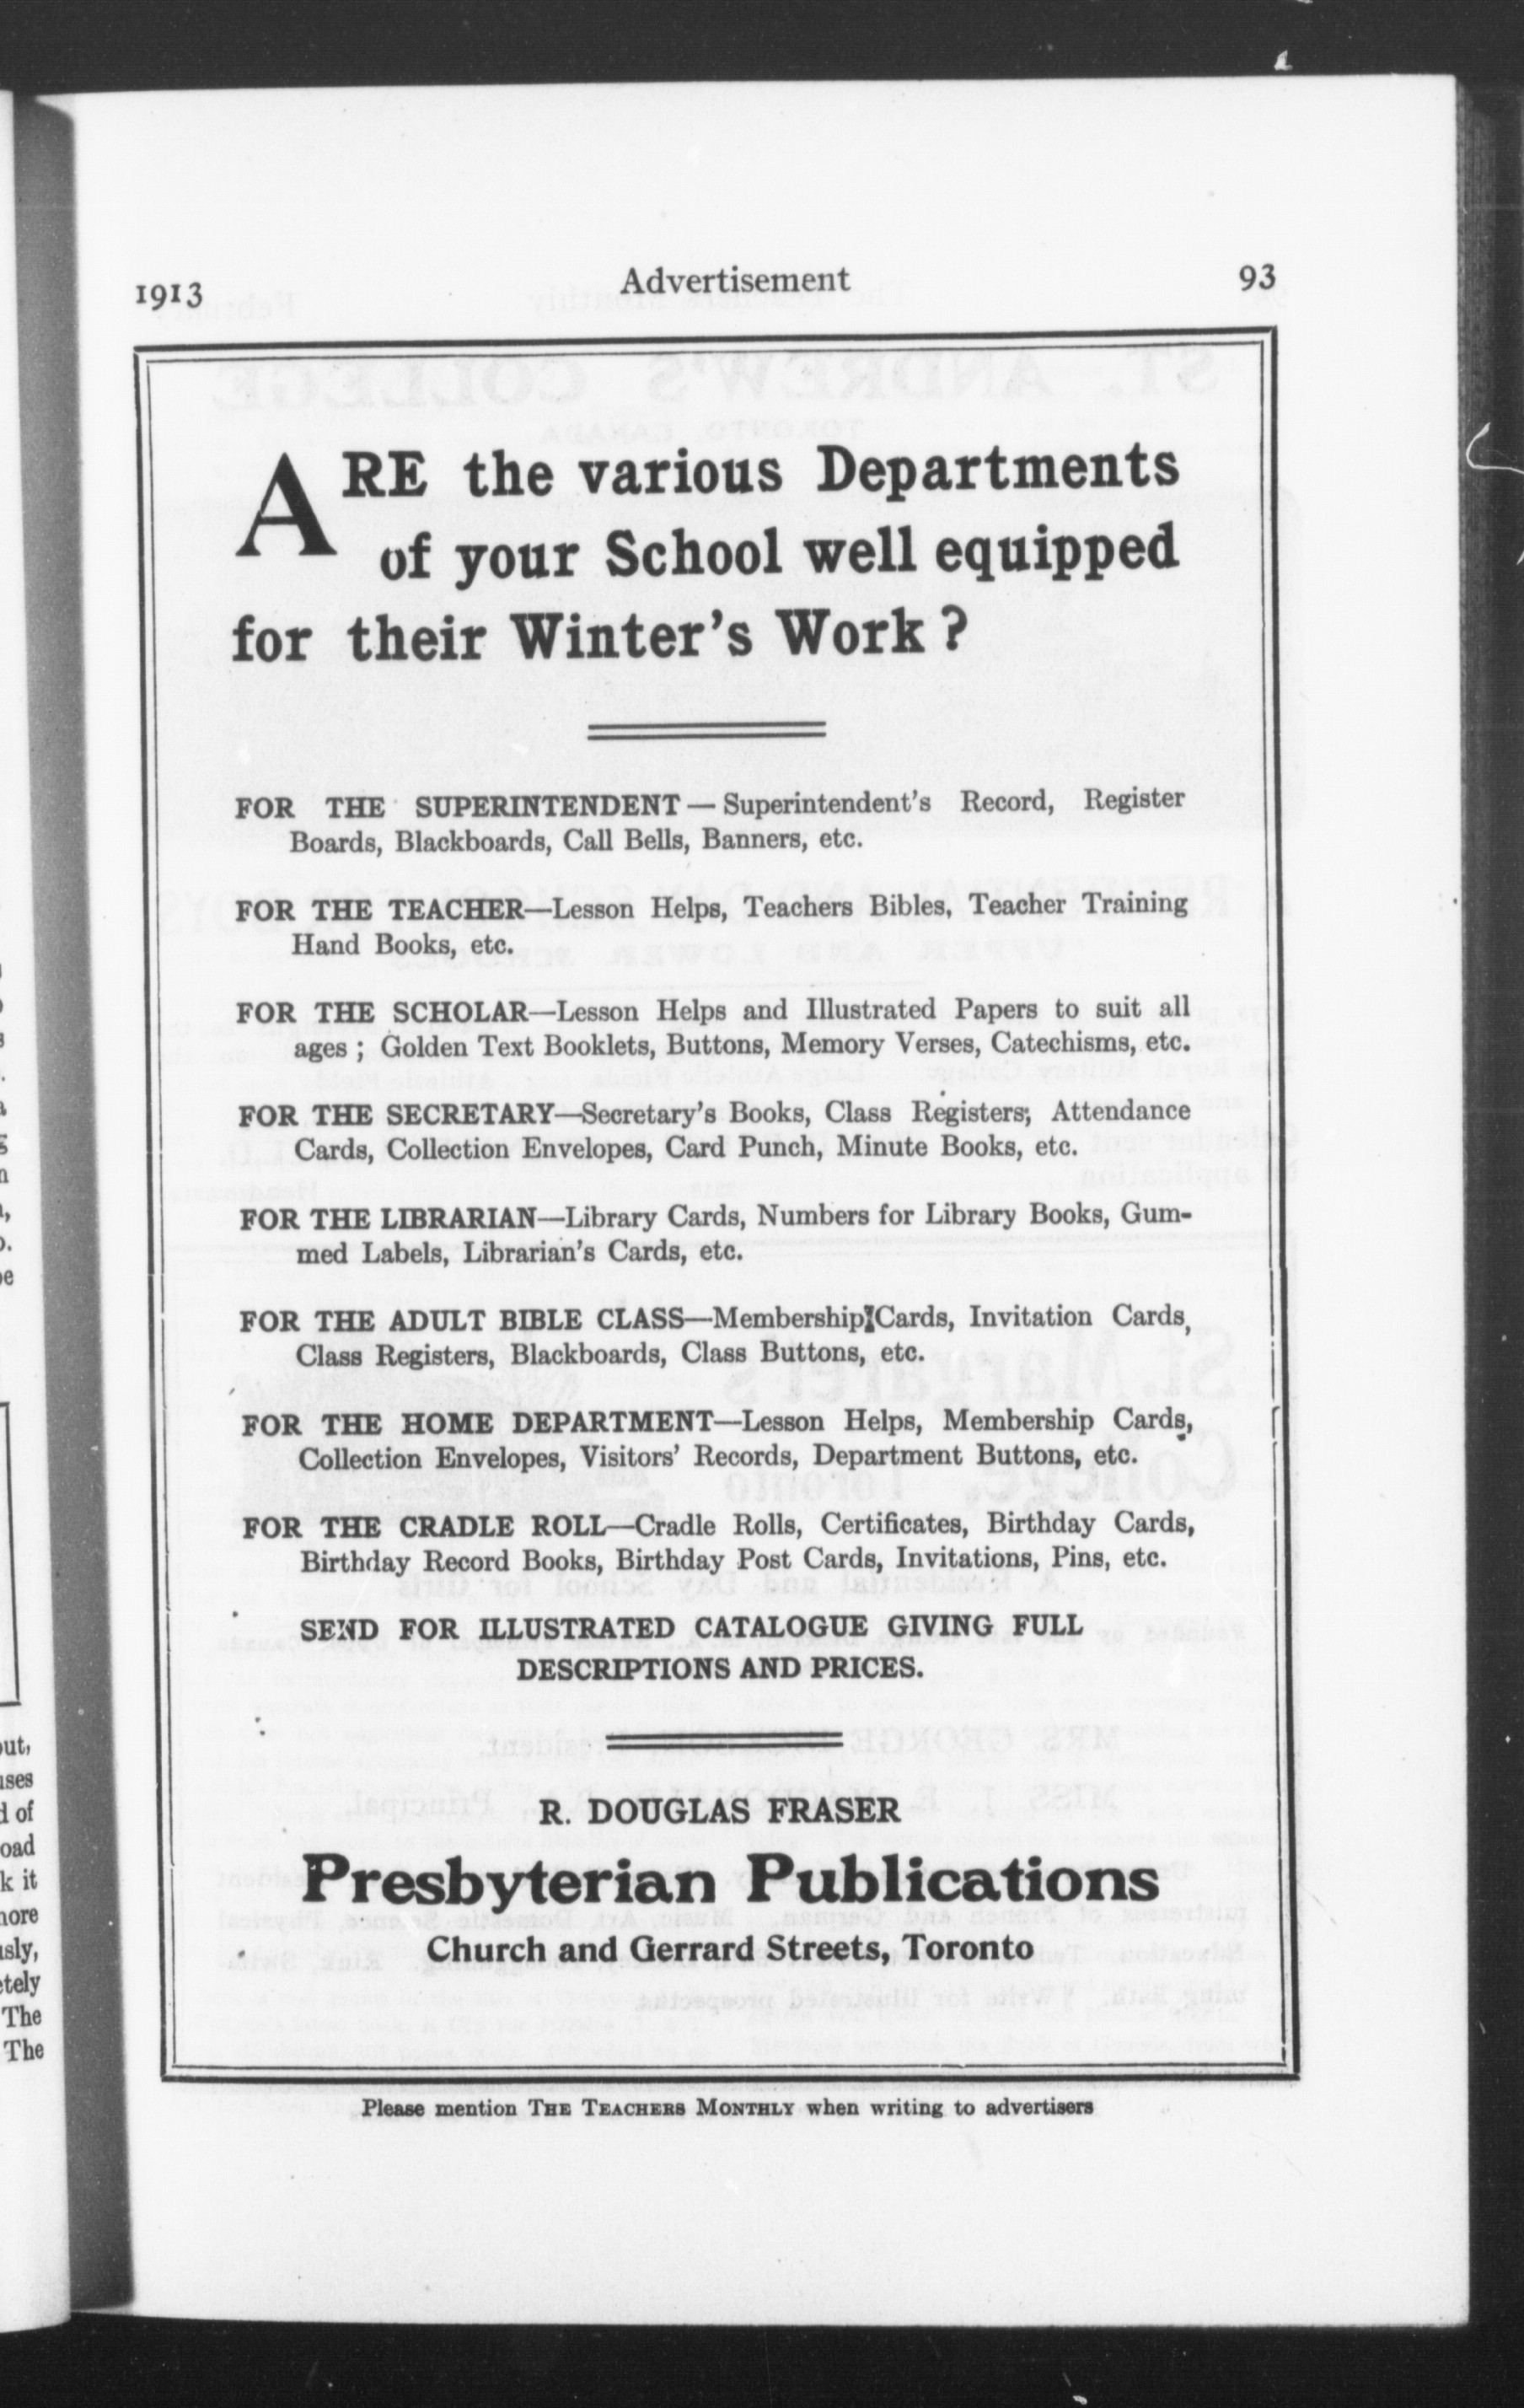 1913 Advertisement 93
ARE the various Departments
of your School well equipped
for their Winter's Work ?
FOR THE SUPERINTENDENT — Superintendent's Record, Register
Boards, Blackboards, Call Bells, Banners, etc.
FOR THE TEACHER—Lesson Helps, Teachers Bibles, Teacher Training
Hand Books, etc.
FOR THE SCHOLAR—Lesson Helps and Illustrated Papers to suit all
ages ; Golden Text Booklets, Buttons, Memory Verses, Catechisms, etc.
FOR THE SECRETARY—Secretary's Books, Class Registers, Attendance
Cards, Collection Envelopes, Card Punch, Minute Books, etc.
FOR THE LIBRARIAN—Library Cards, Numbers for Library Books, Gum-
med Labels, Librarian's Cards, etc.
FOR THE ADULT BIBLE CLASS—Membership Cards, Invitation Cards,
Class Registers, Blackboards, Class Buttons, etc.
FOR THE HOME DEPARTMENT—Lesson Helps, Membership Cards,
Collection Envelopes, Visitors' Records, Department Buttons, etc.
FOR THE CRADLE ROLL—Cradle Rolls, Certificates, Birthday Cards,
Birthday Record Books, Birthday Post Cards, Invitations, Pins, etc.
SEND FOR ILLUSTRATED CATALOGUE GIVING FULL
DESCRIPTIONS AND PRICES.
R. DOUGLAS FRASER
Presbyterian Publications
Church and Gerrard Streets, Toronto
Please mention THE TEACHERS MONTHLY when writing to advertisers